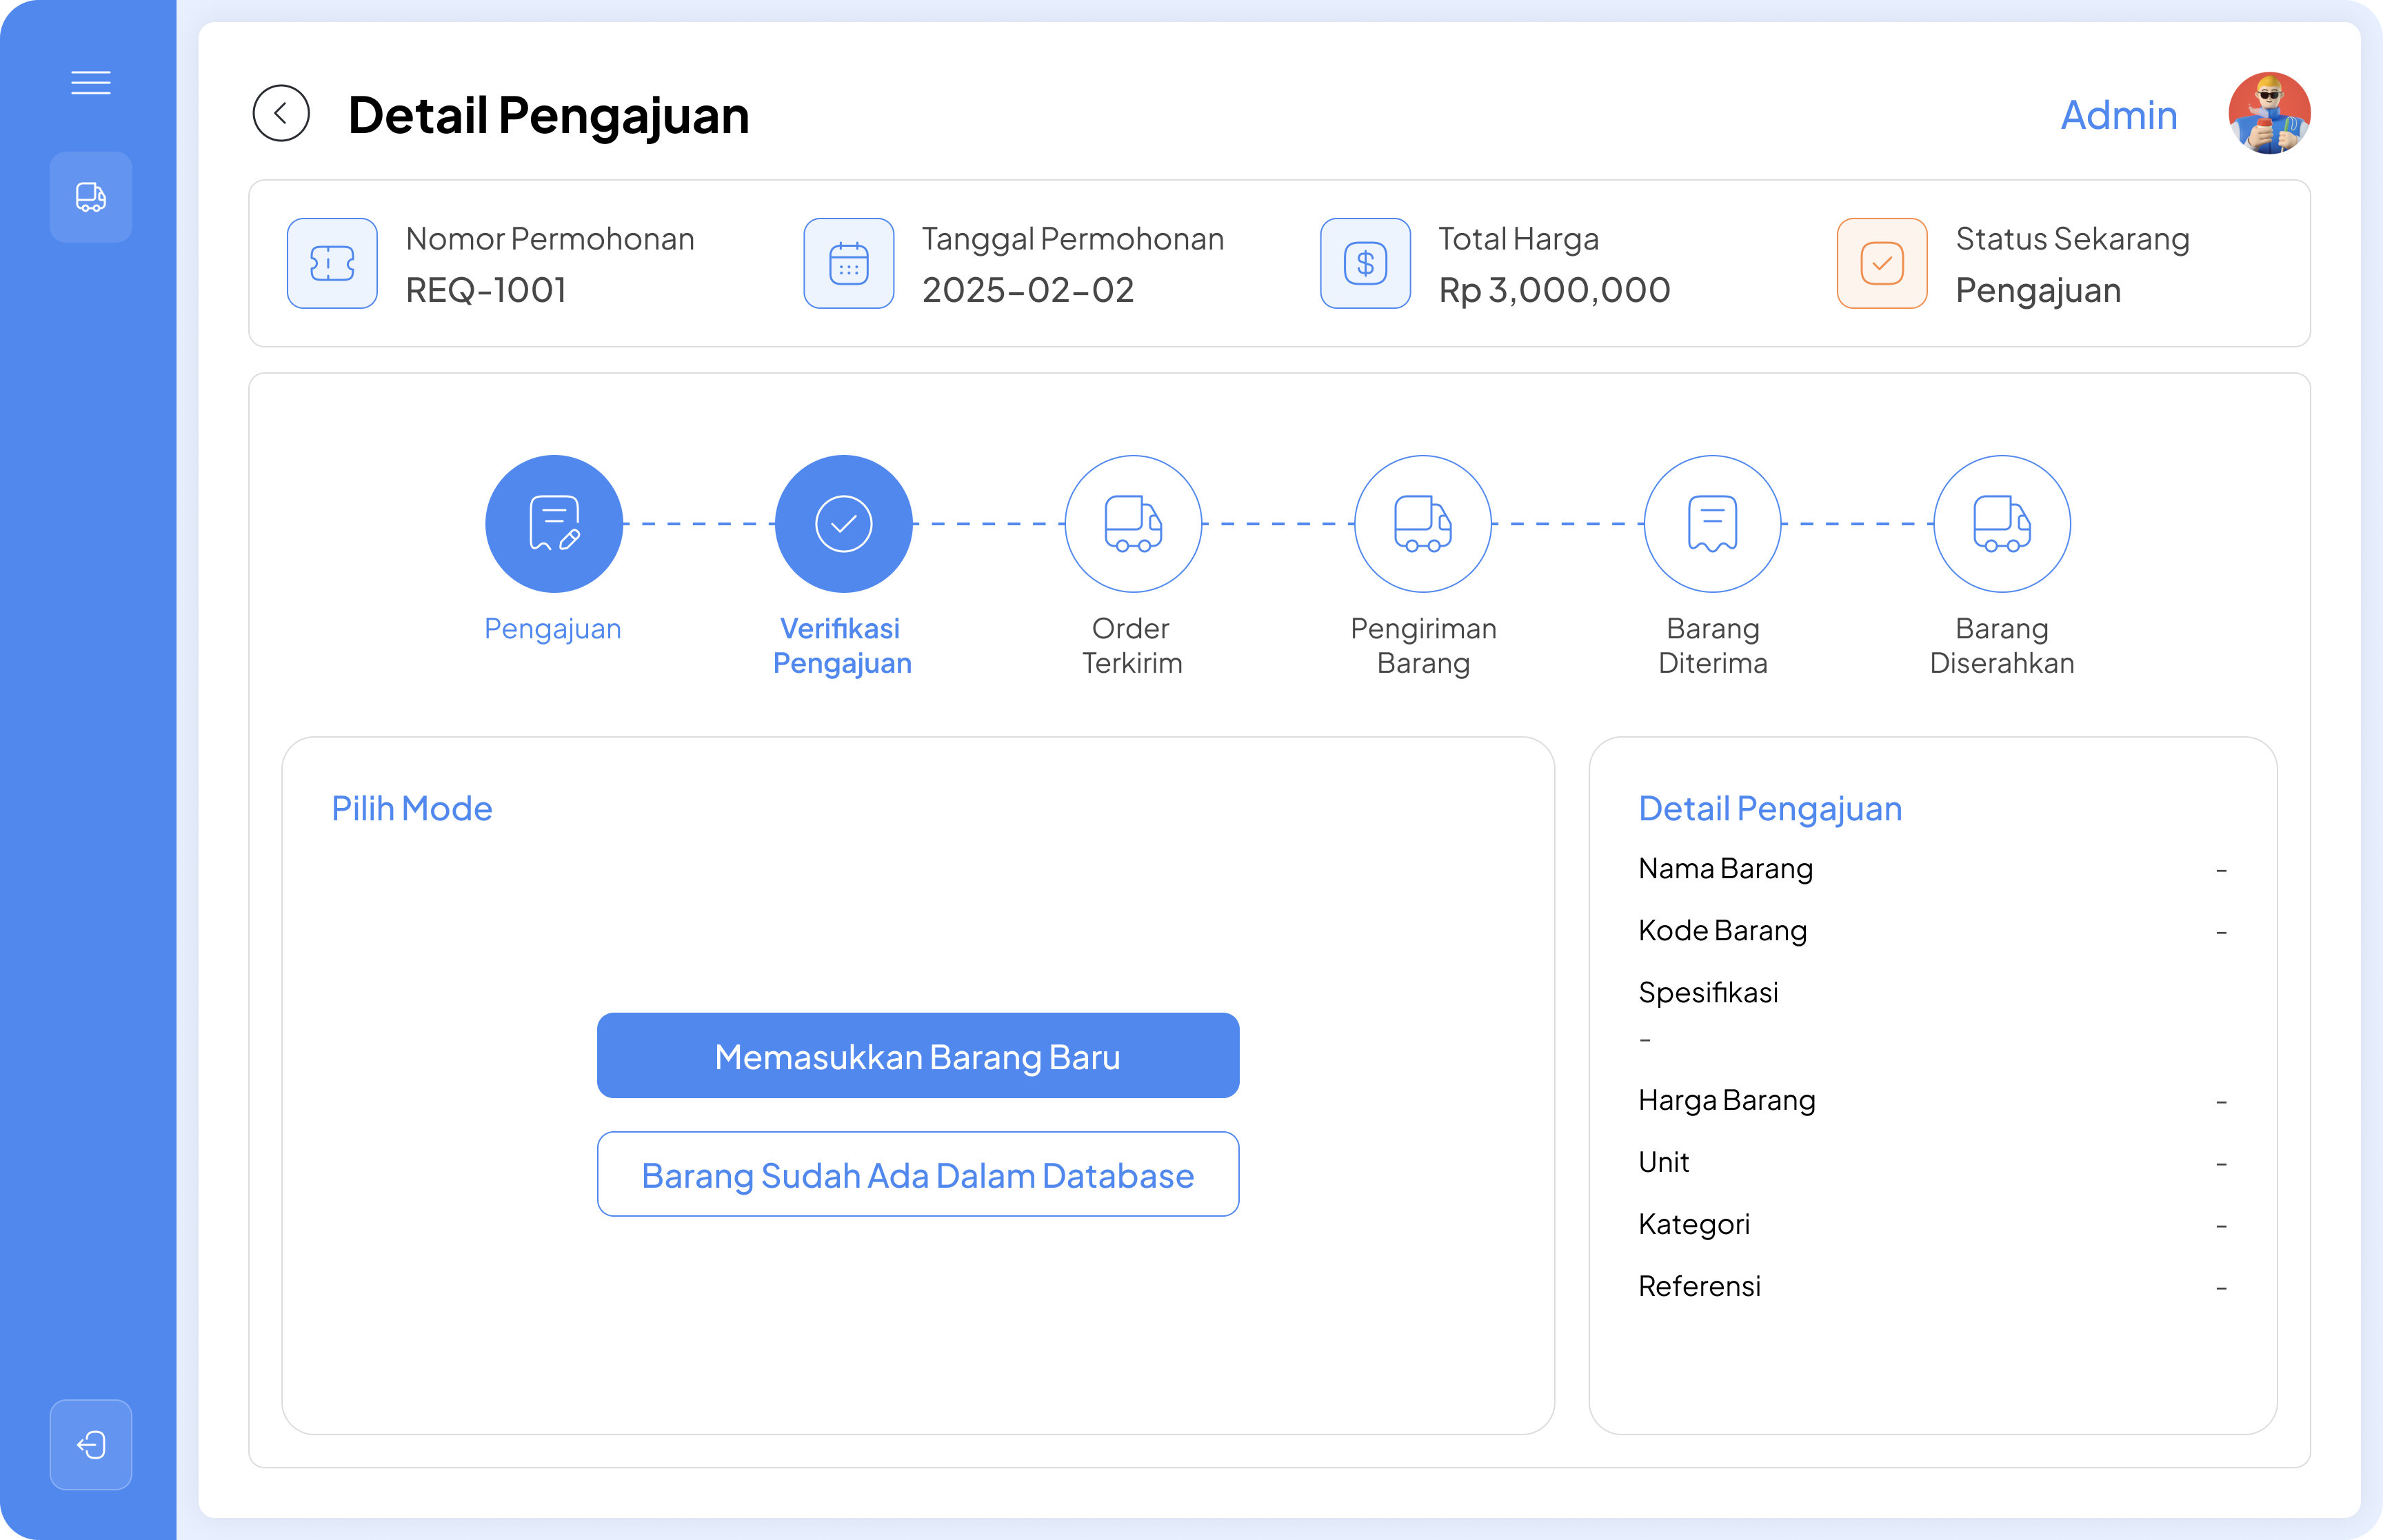 Detail Pengajuan
Admin
Nomor Permohonan
REQ-1001
Tanggal Permohonan
2025-02-02
Total Harga
Rp 3,000,000
Status Sekarang
Pengajuan
Pengajuan
Verifikasi
Pengajuan
Order
Terkirim
Pengiriman
Barang
Barang
Diterima
Barang
Diserahkan
Pilih Mode
Memasukkan Barang Baru
Barang Sudah Ada Dalam Database
Detail Pengajuan
Nama Barang -
Kode Barang -
Spesifikasi
-
Harga Barang -
Unit -
Kategori -
Referensi -